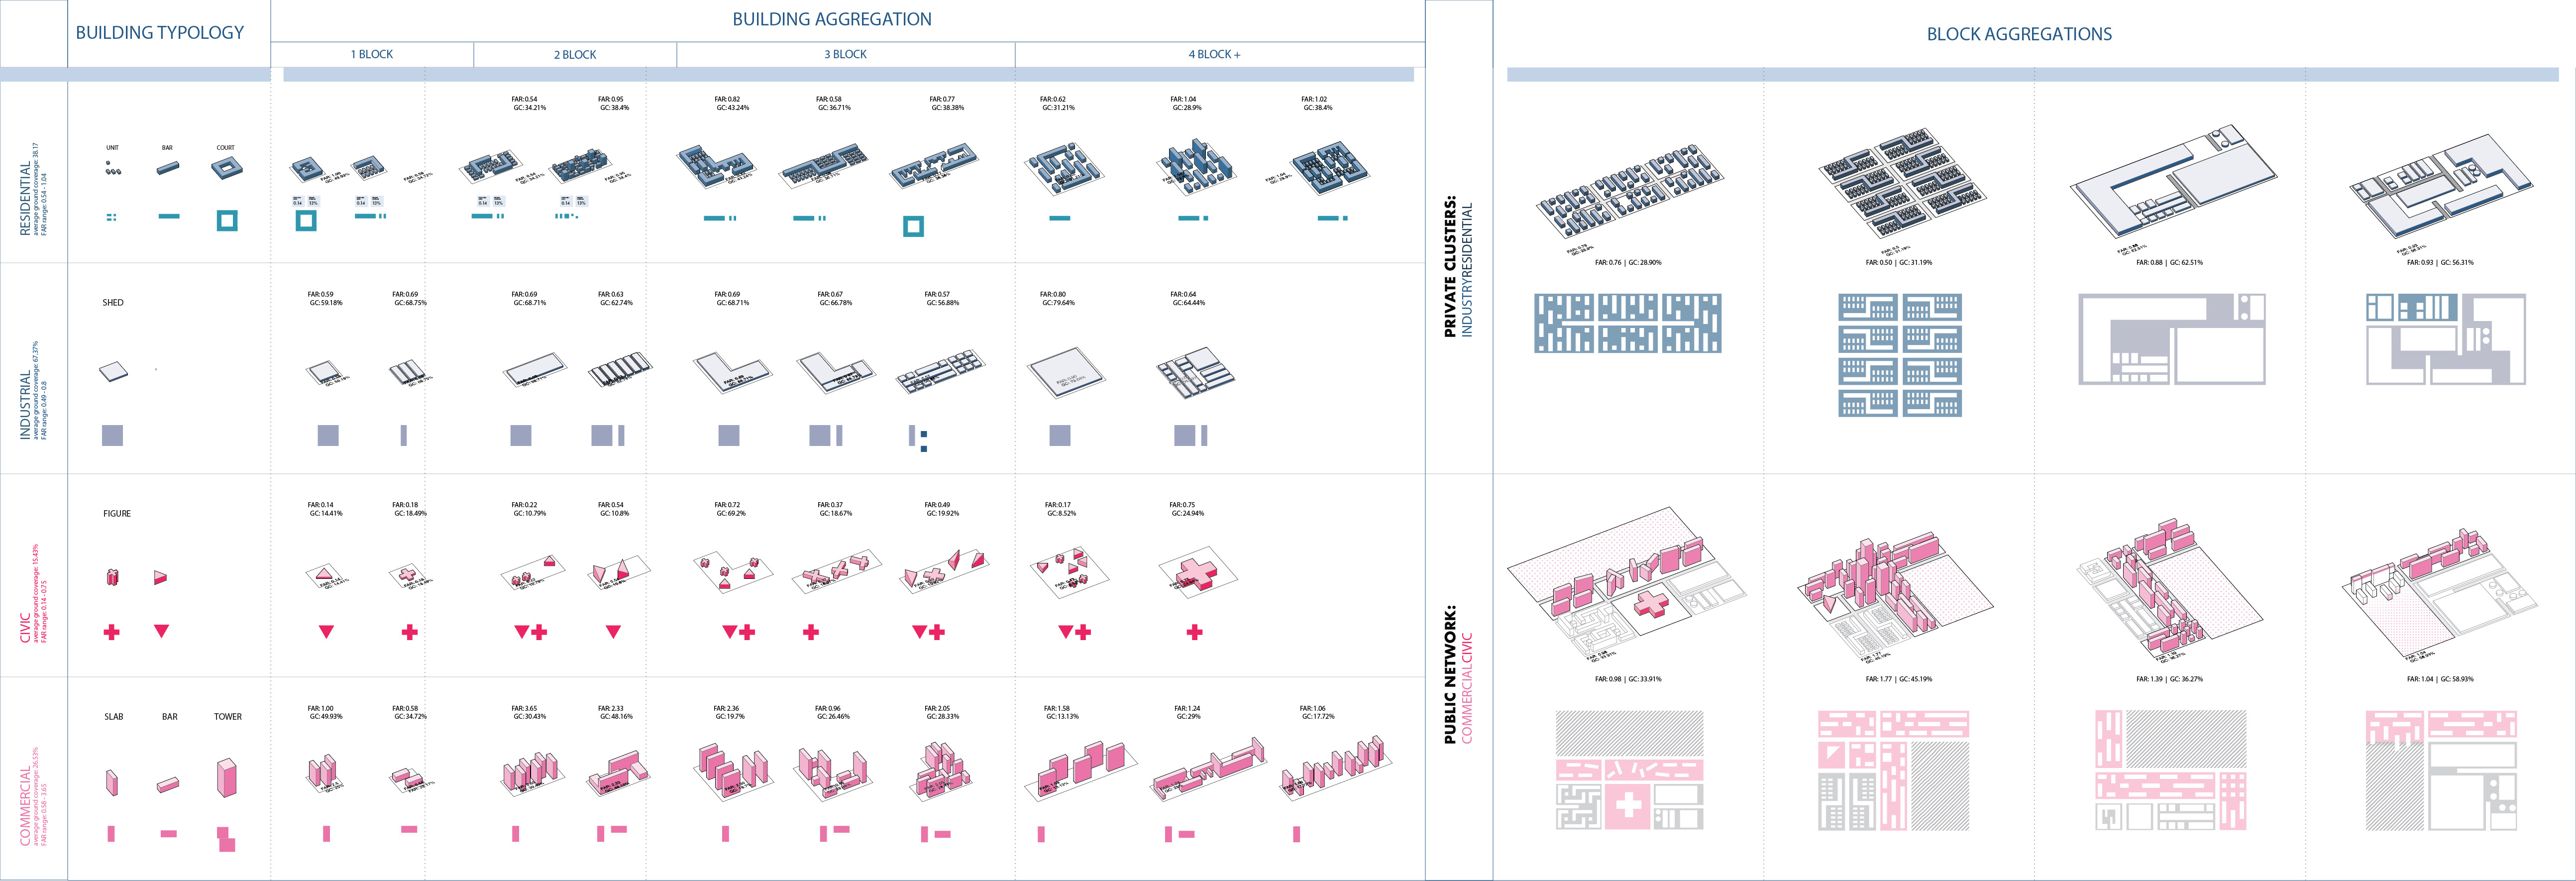 BUILDING TYPOLOGY
BUILDING AGGREGATION
1 BLOCK
2 BLOCK
3 BLOCK
4 BLOCK +
BLOCK AGGREGATIONS
RESIDENTIAL
average ground coverage: 38.17
FAR range: 0.54 - 1.04
UNIT
BAR
COURT
FAR: 0.54
GC: 34.21%
FAR: 0.95
GC: 38.4%
FAR: 0.82
GC: 43.24%
FAR: 0.58
GC: 36.71%
FAR: 0.77
GC: 38.38%
FAR: 0.62
GC: 31.21%
FAR: 1.04
GC: 28.9%
FAR: 1.02
GC: 38.4%
0.14 13%
0.14 13%
0.14 13%
0.14 13%
INDUSTRIAL
average ground coverage: 67.37%
FAR range: 0.49 - 0.8
SHED
FAR: 0.59
GC: 59.18%
FAR: 0.69
GC: 68.75%
FAR: 0.69
GC: 68.71%
FAR: 0.63
GC: 62.74%
FAR: 0.69
GC: 68.71%
FAR: 0.67
GC: 66.78%
FAR: 0.57
GC: 56.88%
FAR: 0.80
GC: 79.64%
FAR: 0.64
GC: 64.44%
CIVIC
average ground coverage: 15.43%
FAR range: 0.14 - 0.75
FIGURE
FAR: 0.14
GC: 14.41%
FAR: 0.18
GC: 18.49%
FAR: 0.22
GC: 10.79%
FAR: 0.54
GC: 10.8%
FAR: 0.72
GC: 69.2%
FAR: 0.37
GC: 18.67%
FAR: 0.49
GC: 19.92%
FAR: 0.17
GC: 8.52%
FAR: 0.75
GC: 24.94%
COMMERCIAL
average ground coverage: 26.53%
FAR range: 0.58 - 3.65
SLAB
BAR
TOWER
FAR: 1.00
GC: 49.93%
FAR: 0.58
GC: 34.72%
FAR: 3.65
GC: 30.43%
FAR: 2.33
GC: 48.16%
FAR: 2.36
GC: 19.7%
FAR: 0.96
GC: 26.46%
FAR: 2.05
GC: 28.33%
FAR: 1.58
GC: 13.13%
FAR: 1.24
GC: 29%
FAR: 1.06
GC: 17.72%
PRIVATE CLUSTERS:
INDUSTRYRESIDENTIAL
FAR: 0.76 | GC: 28.90%
FAR: 0.50 | GC: 31.19%
FAR: 0.88 | GC: 62.51%
FAR: 0.93 | GC: 56.31%
PUBLIC NETWORK:
COMMERCIALCIVIC
FAR: 0.98 | GC: 33.91%
FAR: 1.77 | GC: 45.19%
FAR: 1.39 | GC: 36.27%
FAR: 1.04 | GC: 58.93%